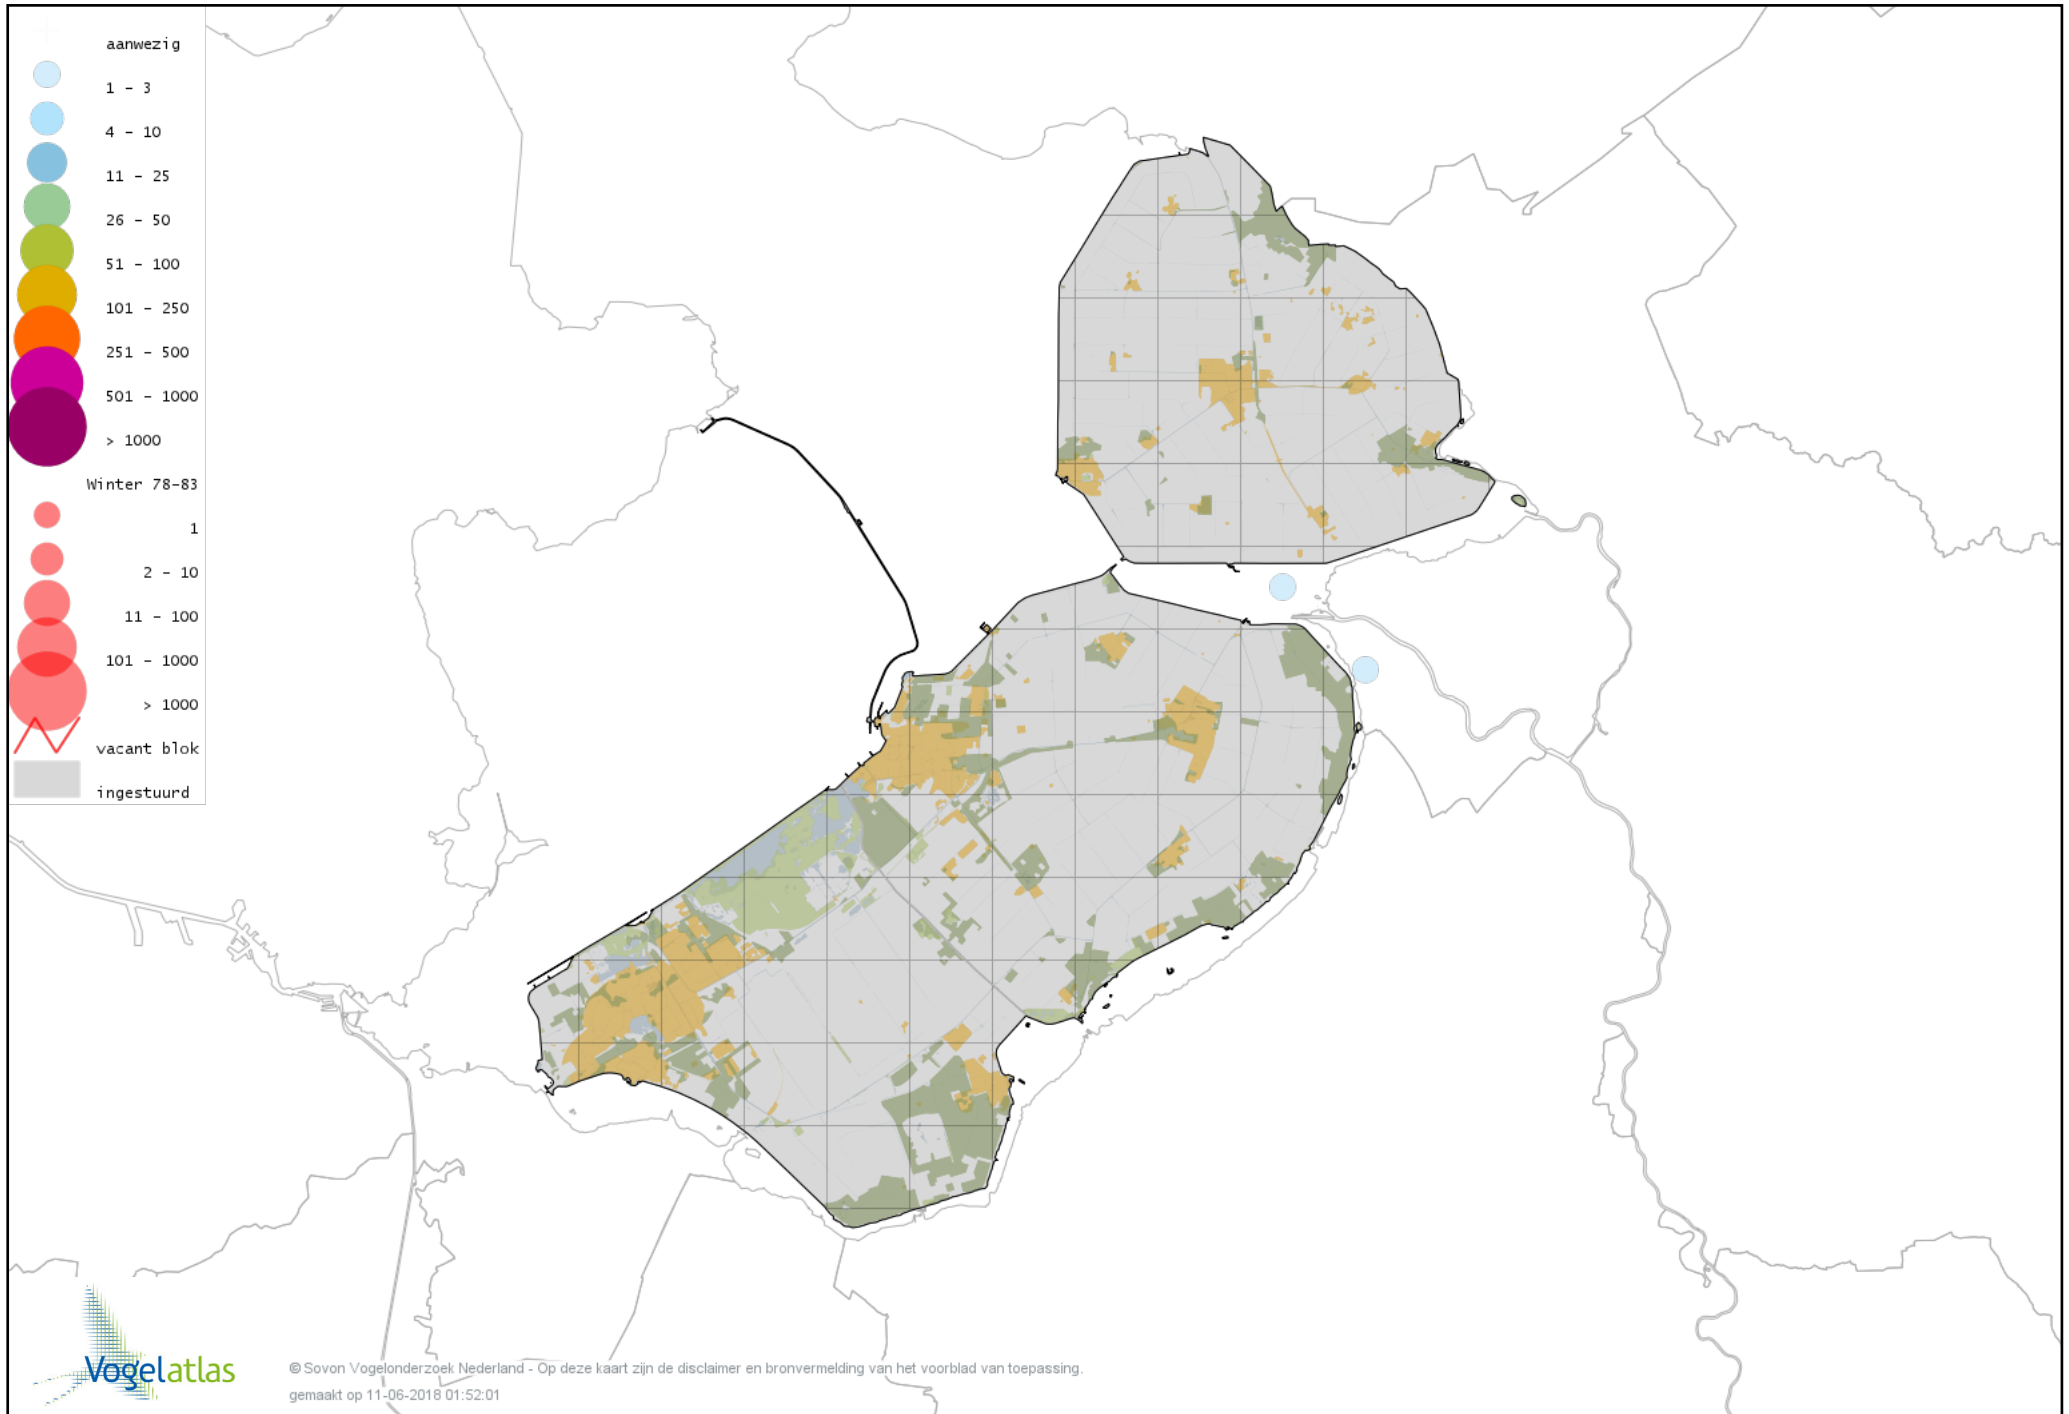 aanwezig
1 - 3
4 - 10
11 - 25
26 - 50
51 - 100
101 - 250
251 - 500
501 - 1000
> 1000
Winter 78-83
1
2 - 10
11 - 100
101 - 1000
> 1000
vacant blok
ingestuurd
Vogelatlas
© Sovon Vogelonderzoek Nederland - Op deze kaart zijn de disclaimer en bronvermelding van het voorblad van toepassing.
gemaakt op 11-06-2018 01:52:01